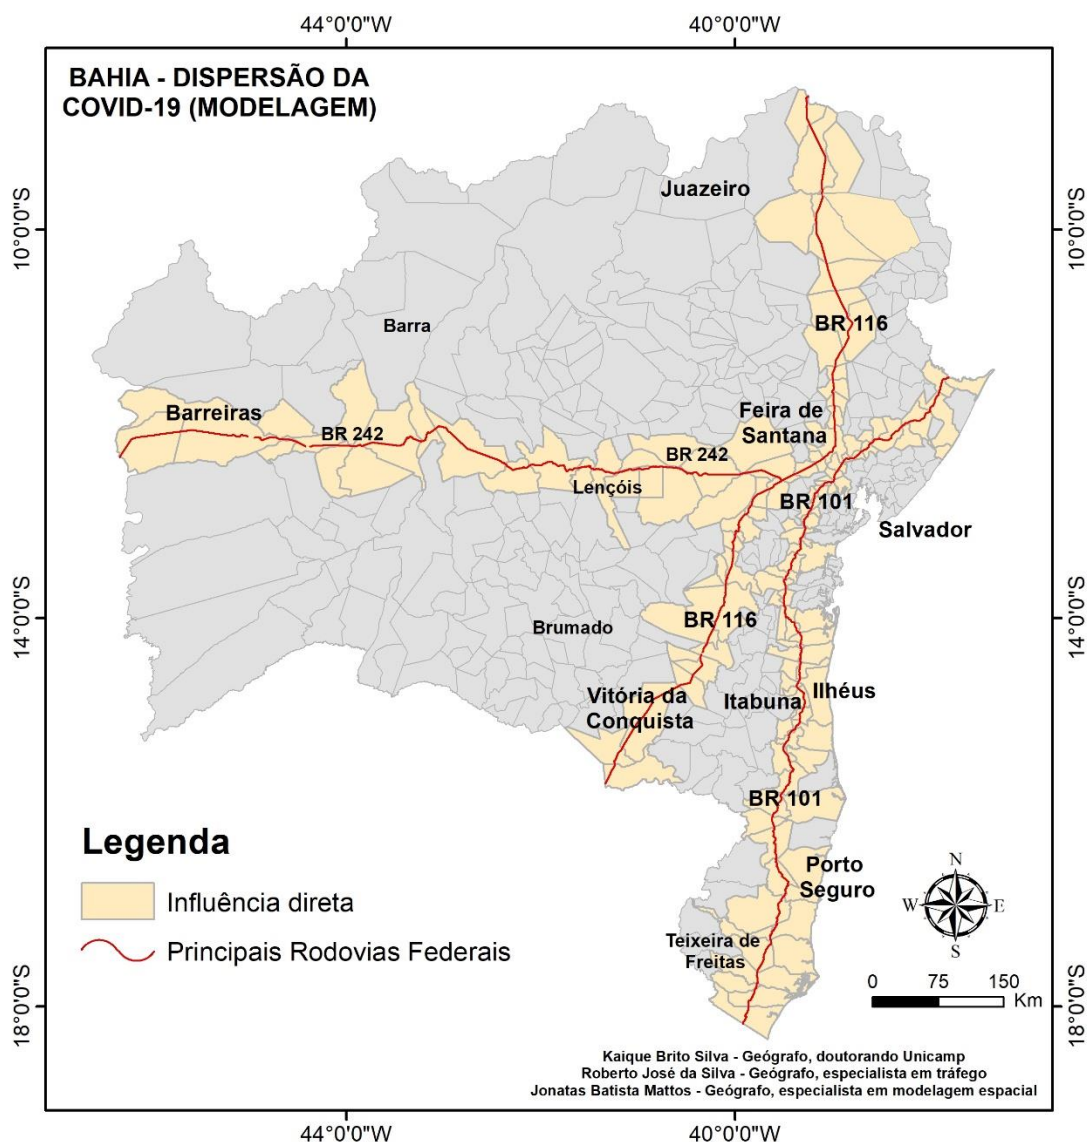 44°0'0"W
40°0'0"W
BAHIA - DISPERSÃO DA
COVID-19 (MODELAGEM)
Juazeiro
10°0'0"S
10°0'0"S
Barra
BR 116
Barreiras
Feira de
Santana
BR 242
BR 242
Lençóis
BR 101
Salvador
14°0'0"S
14°0'0"S
Brumado
BR 116
Vitória da
Conquista
Itabuna
Ilhéus
BR 101
Legenda
Influência direta
Principais Rodovias Federais
Porto
Seguro
Teixeira de
Freitas
N
W
E
S
0 75 150
Km
18°0'0"S
18°0'0"S
Kaique Brito Silva - Geógrafo, doutorando Unicamp
Roberto José da Silva - Geógrafo, especialista em tráfego
Jonatas Batista Mattos - Geógrafo, especialista em modelagem espacial
44°0'0"W
40°0'0"W